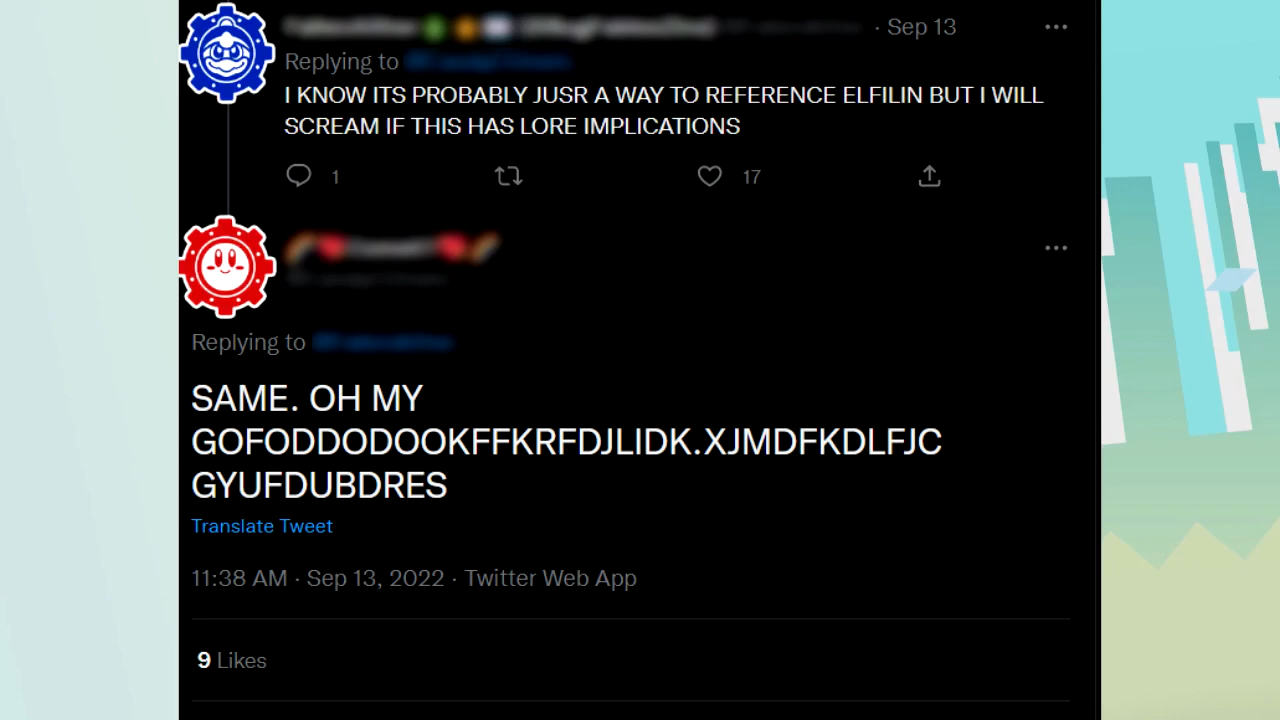 · Sep 13
Replying to
I KNOW ITS PROBABLY JUSR A WAY TO REFERENCE ELFILIN BUT I WILL
SCREAM IF THIS HAS LORE IMPLICATIONS
1
17
Replying to
SAME. OH MY
GOFODDODOOKFFKRFDJLIDK.XJMDFKDLFJC
GYUFDUBDRES
Translate Tweet
11:38 AM · Sep 13, 2022 · Twitter Web App
9 Likes